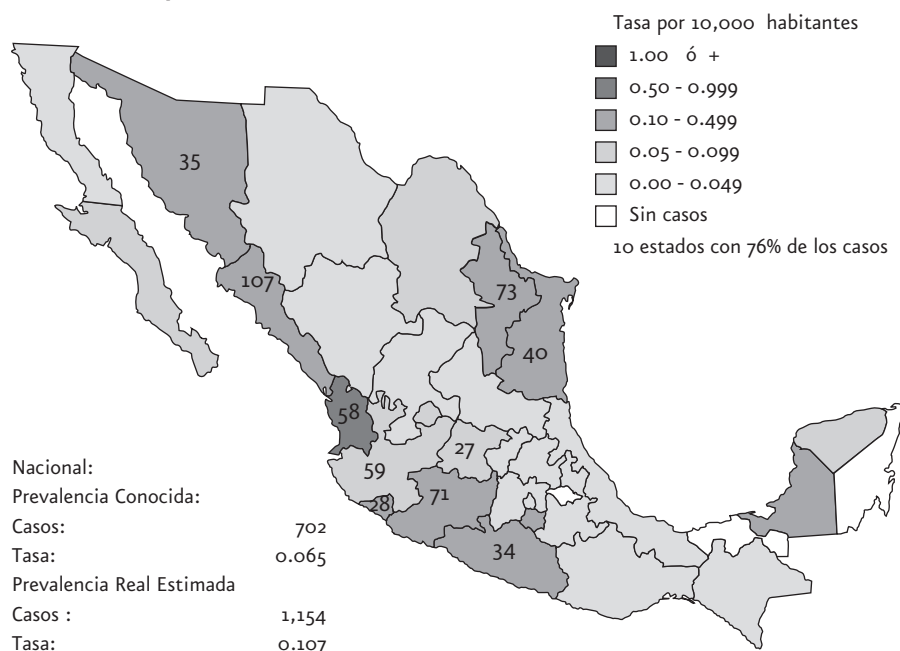 Tasa por 10,000 habitantes
1.00 ó +
0.50 - 0.999
0.10 - 0.499
0.05 - 0.099
0.00 - 0.049
Sin casos
10 estados con 76% de los casos
35
107
73
40
58
59
27
28
71
34
Nacional:
Prevalencia Conocida:
Casos: 702
Tasa: 0.065
Prevalencia Real Estimada
Casos : 1,154
Tasa: 0.107